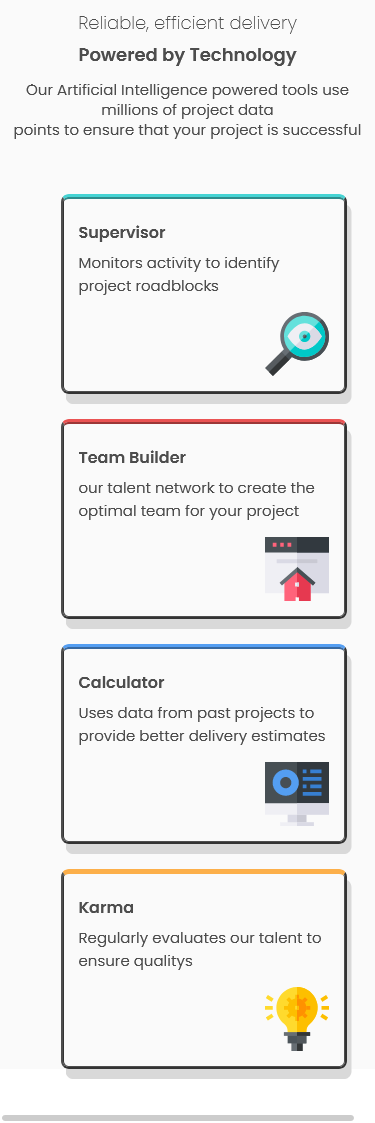 Reliable, efficient delivery
Powered by Technology
Our Artificial Intelligence powered tools use
millions of project data
points to ensure that your project is successful
Supervisor
Monitors activity to identify
project roadblocks
Team Builder
our talent network to create the
optimal team for your project
Calculator
Uses data from past projects to
provide better delivery estimates
Karma
Regularly evaluates our talent to
ensure qualitys